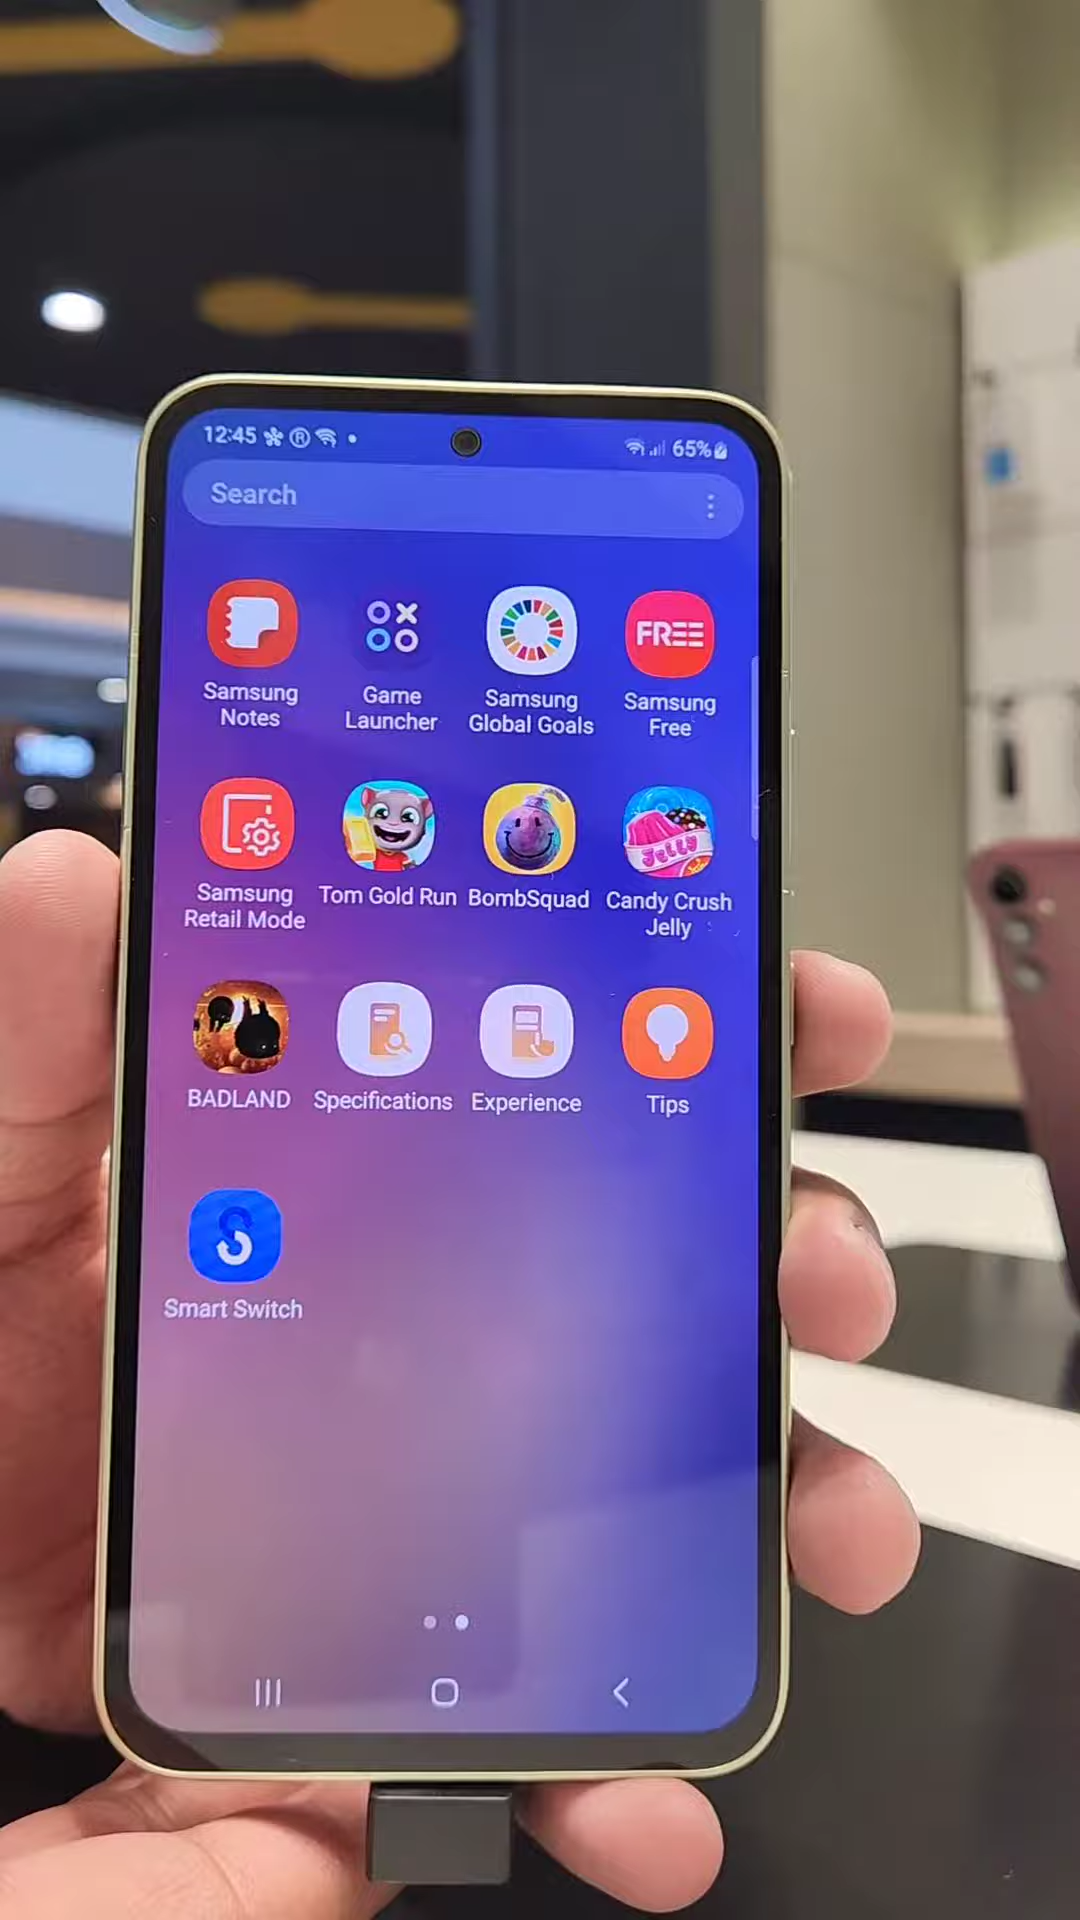 12:45 ® 65%
Search
Samsung
Notes
Game
Launcher
Samsung
Global Goals
FREE
Samsung
Free
Samsung
Retail Mode
Tom Gold Run
BombSquad
Jelly
Candy Crush
Jelly
BADLAND
Specifications
Experience
Tips
Smart Switch